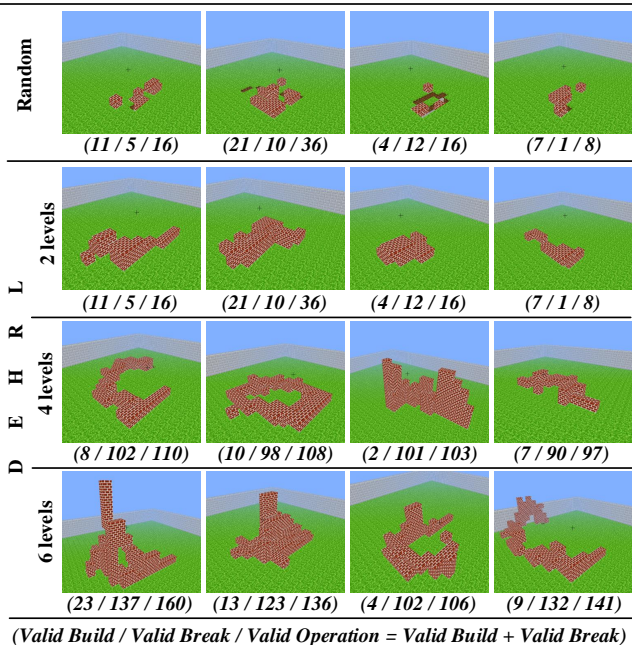 Random
(11 / 5 / 16) (21 / 10 / 36) (4 / 12 / 16) (7 / 1 / 8)
DEHRL
2 levels
(11 / 5 / 16) (21 / 10 / 36) (4 / 12 / 16) (7 / 1 / 8)
4 levels
(8 / 102 / 110) (10 / 98 / 108) (2 / 101 / 103) (7 / 90 / 97)
6 levels
(23 / 137 / 160) (13 / 123 / 136) (4 / 102 / 106) (9 / 132 / 141)
(Valid Build / Valid Break / Valid Operation = Valid Build + Valid Break)